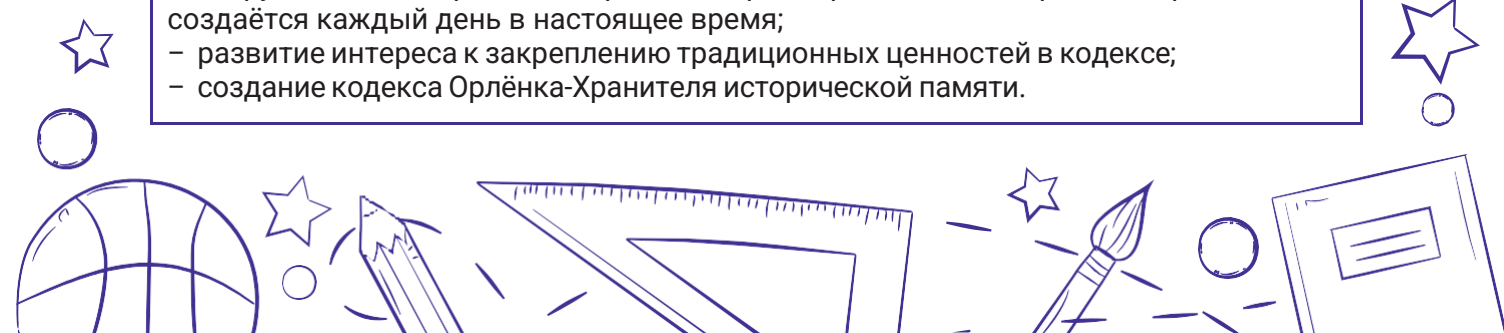 создаётся каждый день в настоящее время;
– развитие интереса к закреплению традиционных ценностей в кодексе;
– создание кодекса Орлёнка-Хранителя исторической памяти.